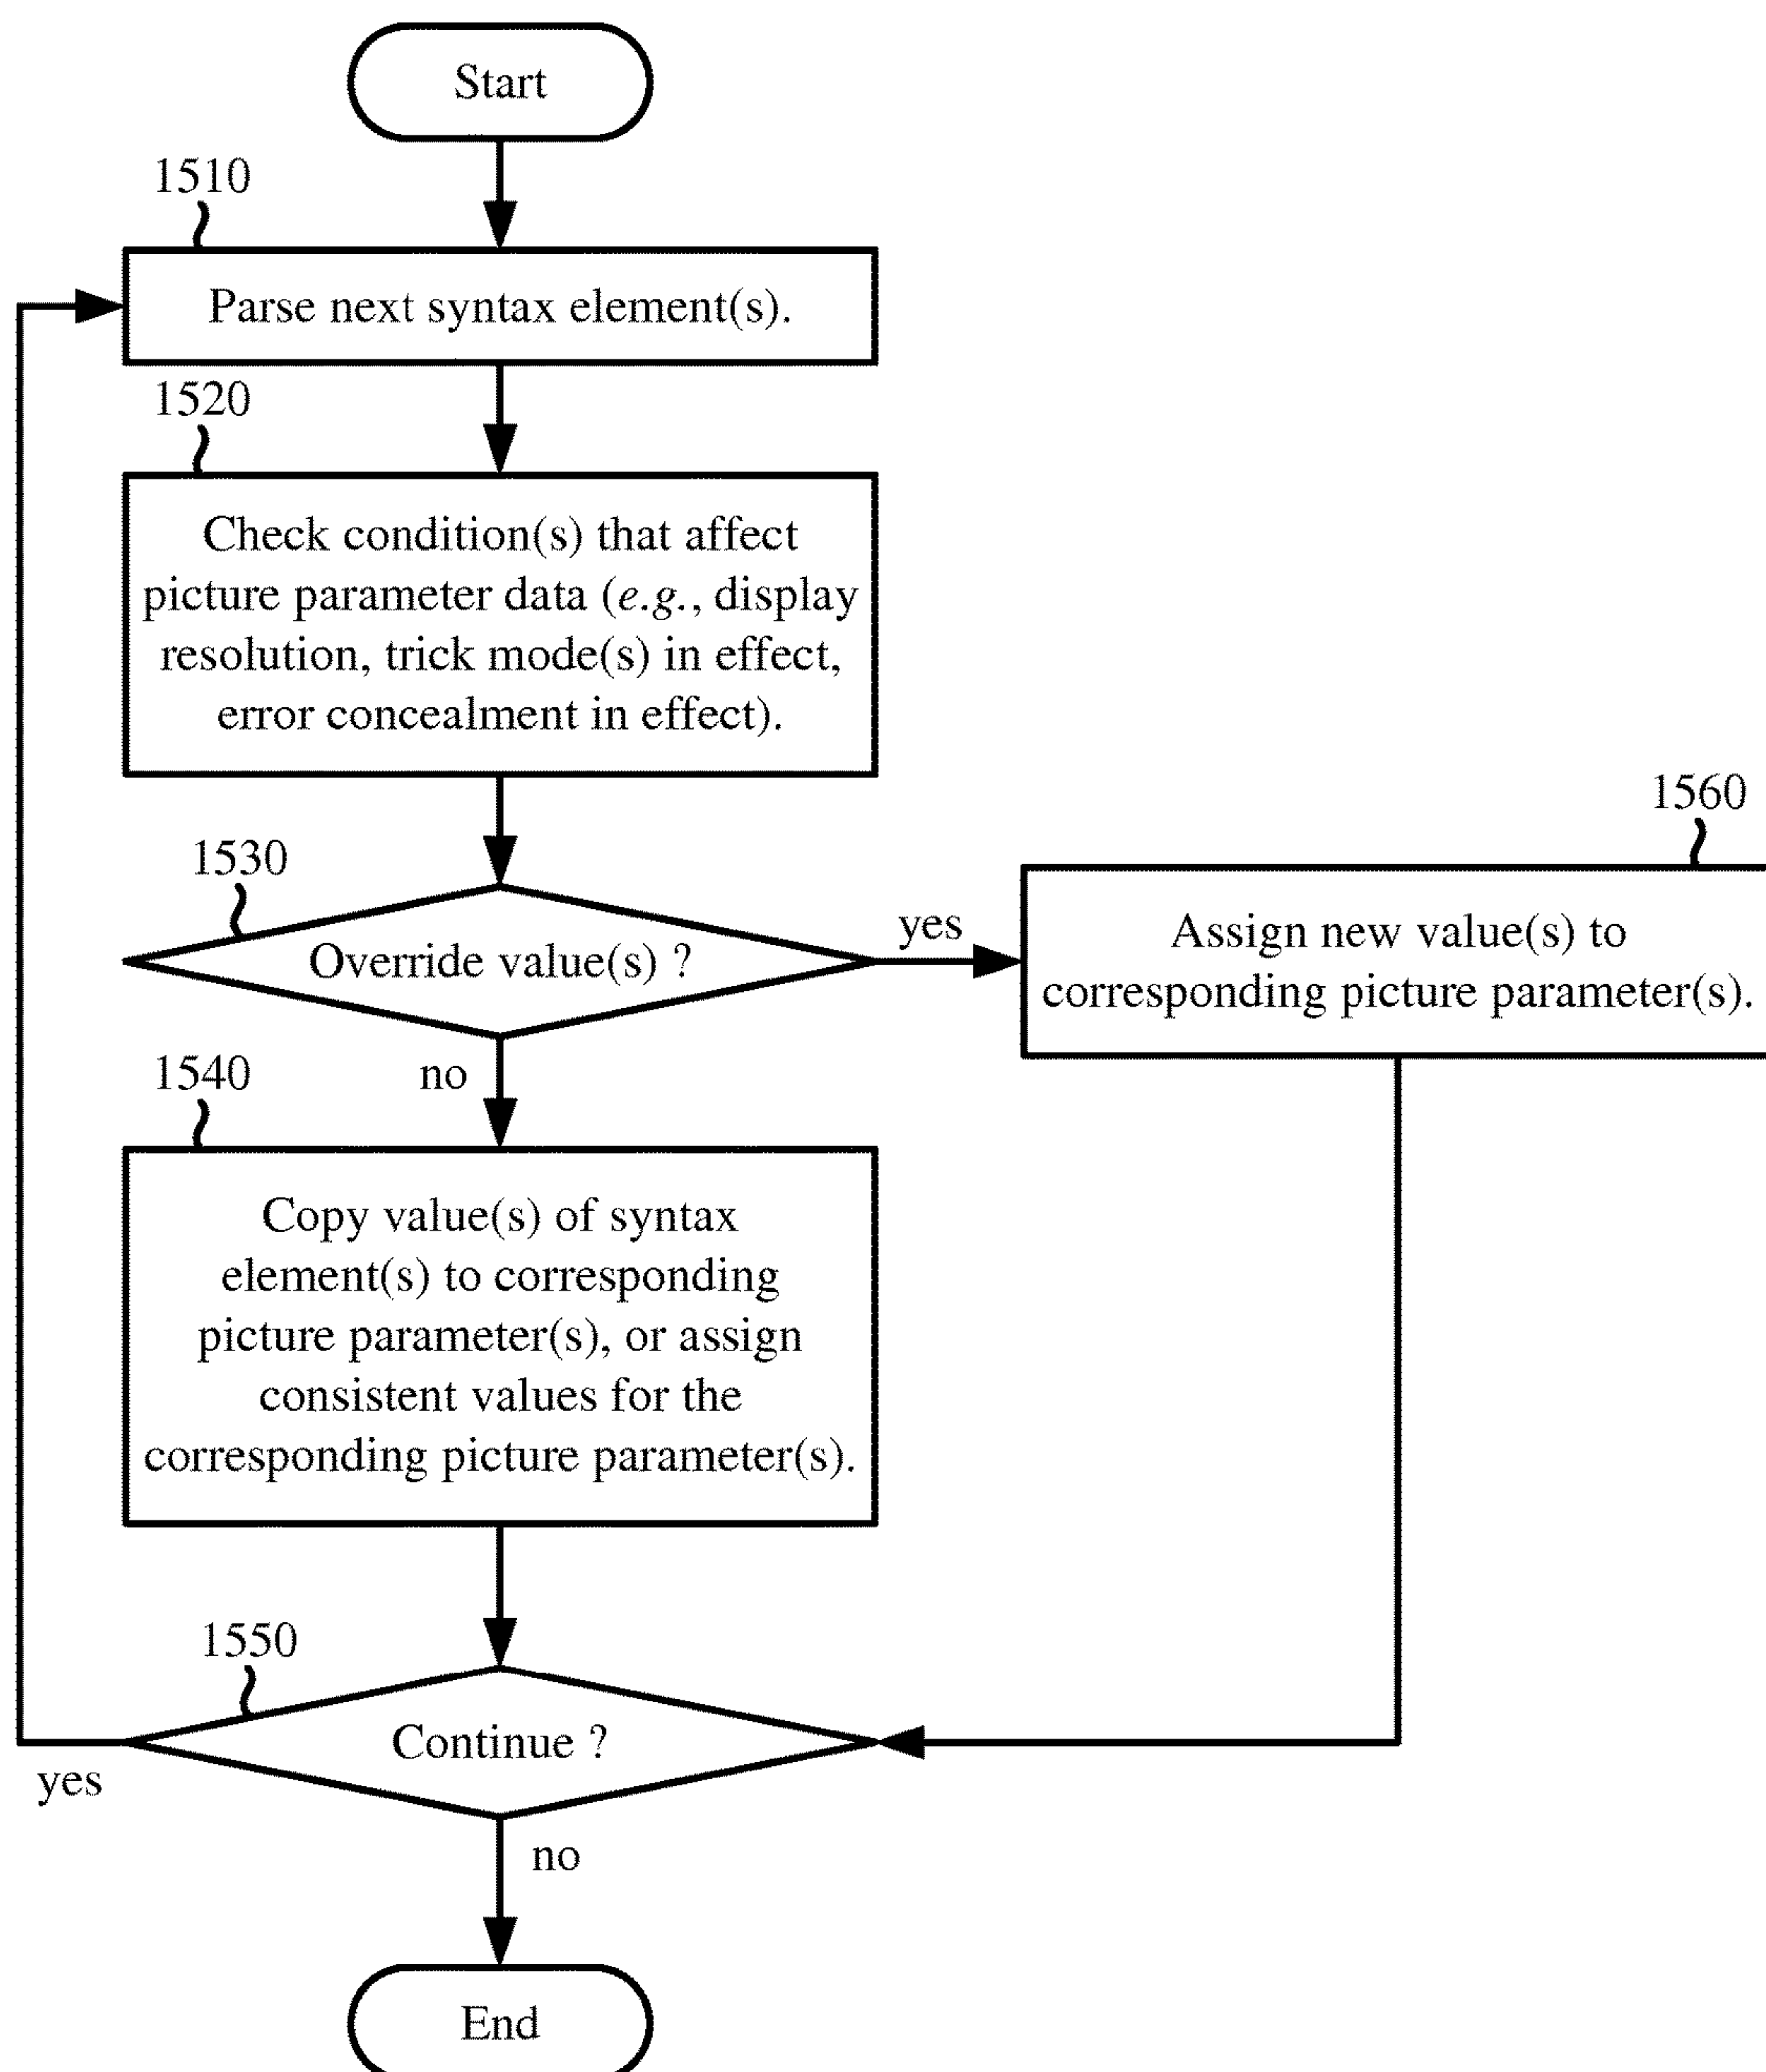 Start
1510
Parse next syntax element(s).
1520
Check condition(s) that affect
picture parameter data (e.g., display
resolution, trick mode(s) in effect,
error concealment in effect).
1530
Override value(s) ?
yes
1560
Assign new value(s) to
corresponding picture parameter(s).
no
1540
Copy value(s) of syntax
element(s) to corresponding
picture parameter(s), or assign
consistent values for the
corresponding picture parameter(s).
1550
Continue ?
yes
no
End